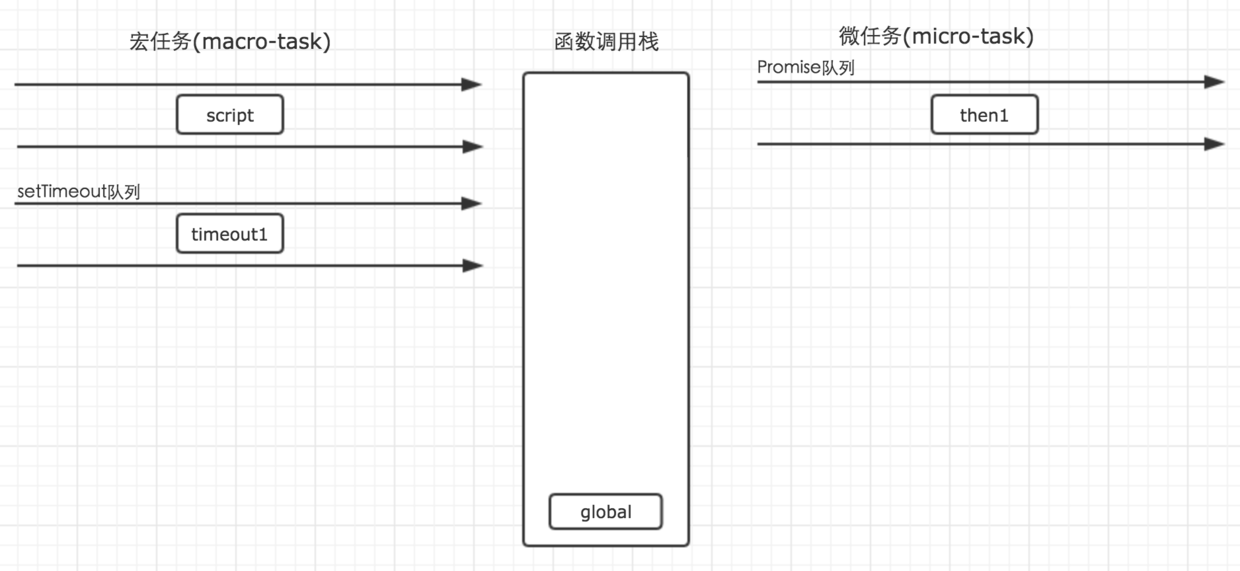 宏任务(macro-task)
script
setTimeout队列
timeout1
函数调用栈
global
微任务(micro-task)
Promise队列
then1